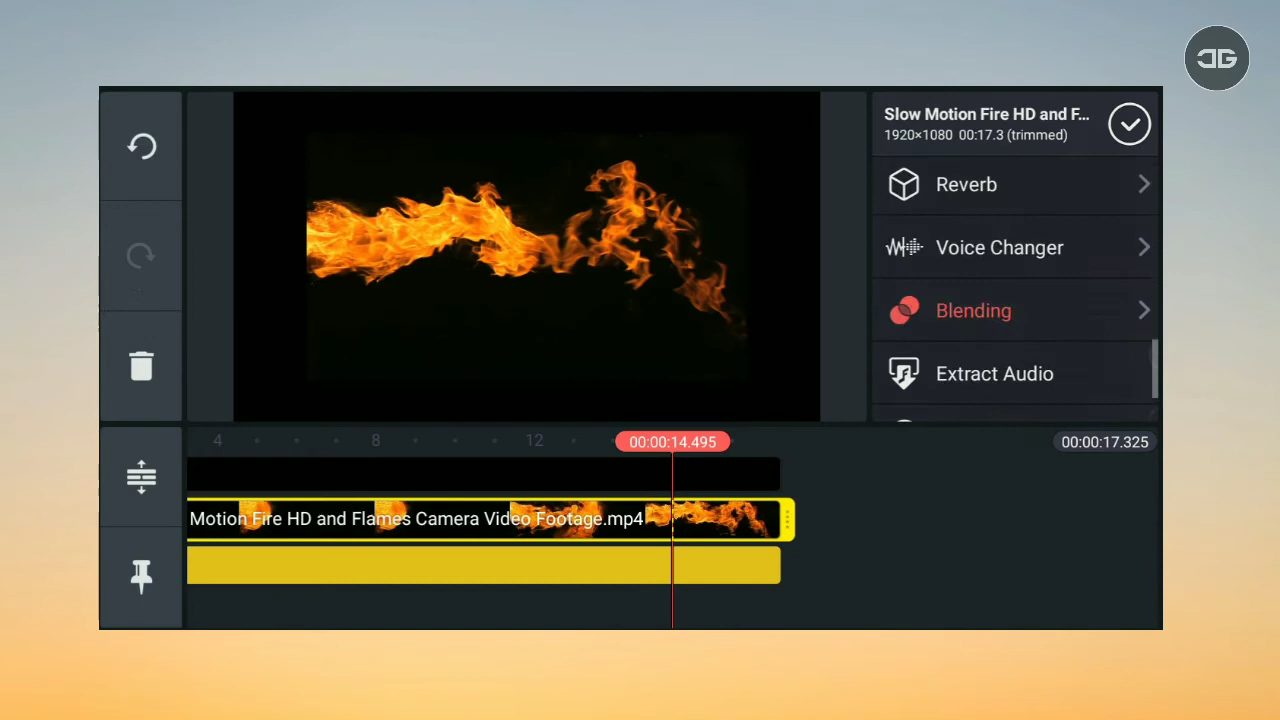 Slow Motion Fire HD and F...
1920×1080 00:17.3 (trimmed)
Reverb
Voice Changer
Blending
Extract Audio
4 8 12 00:00:14.495 00:00:17.325
Motion Fire HD and Flames Camera Video Footage.mp4